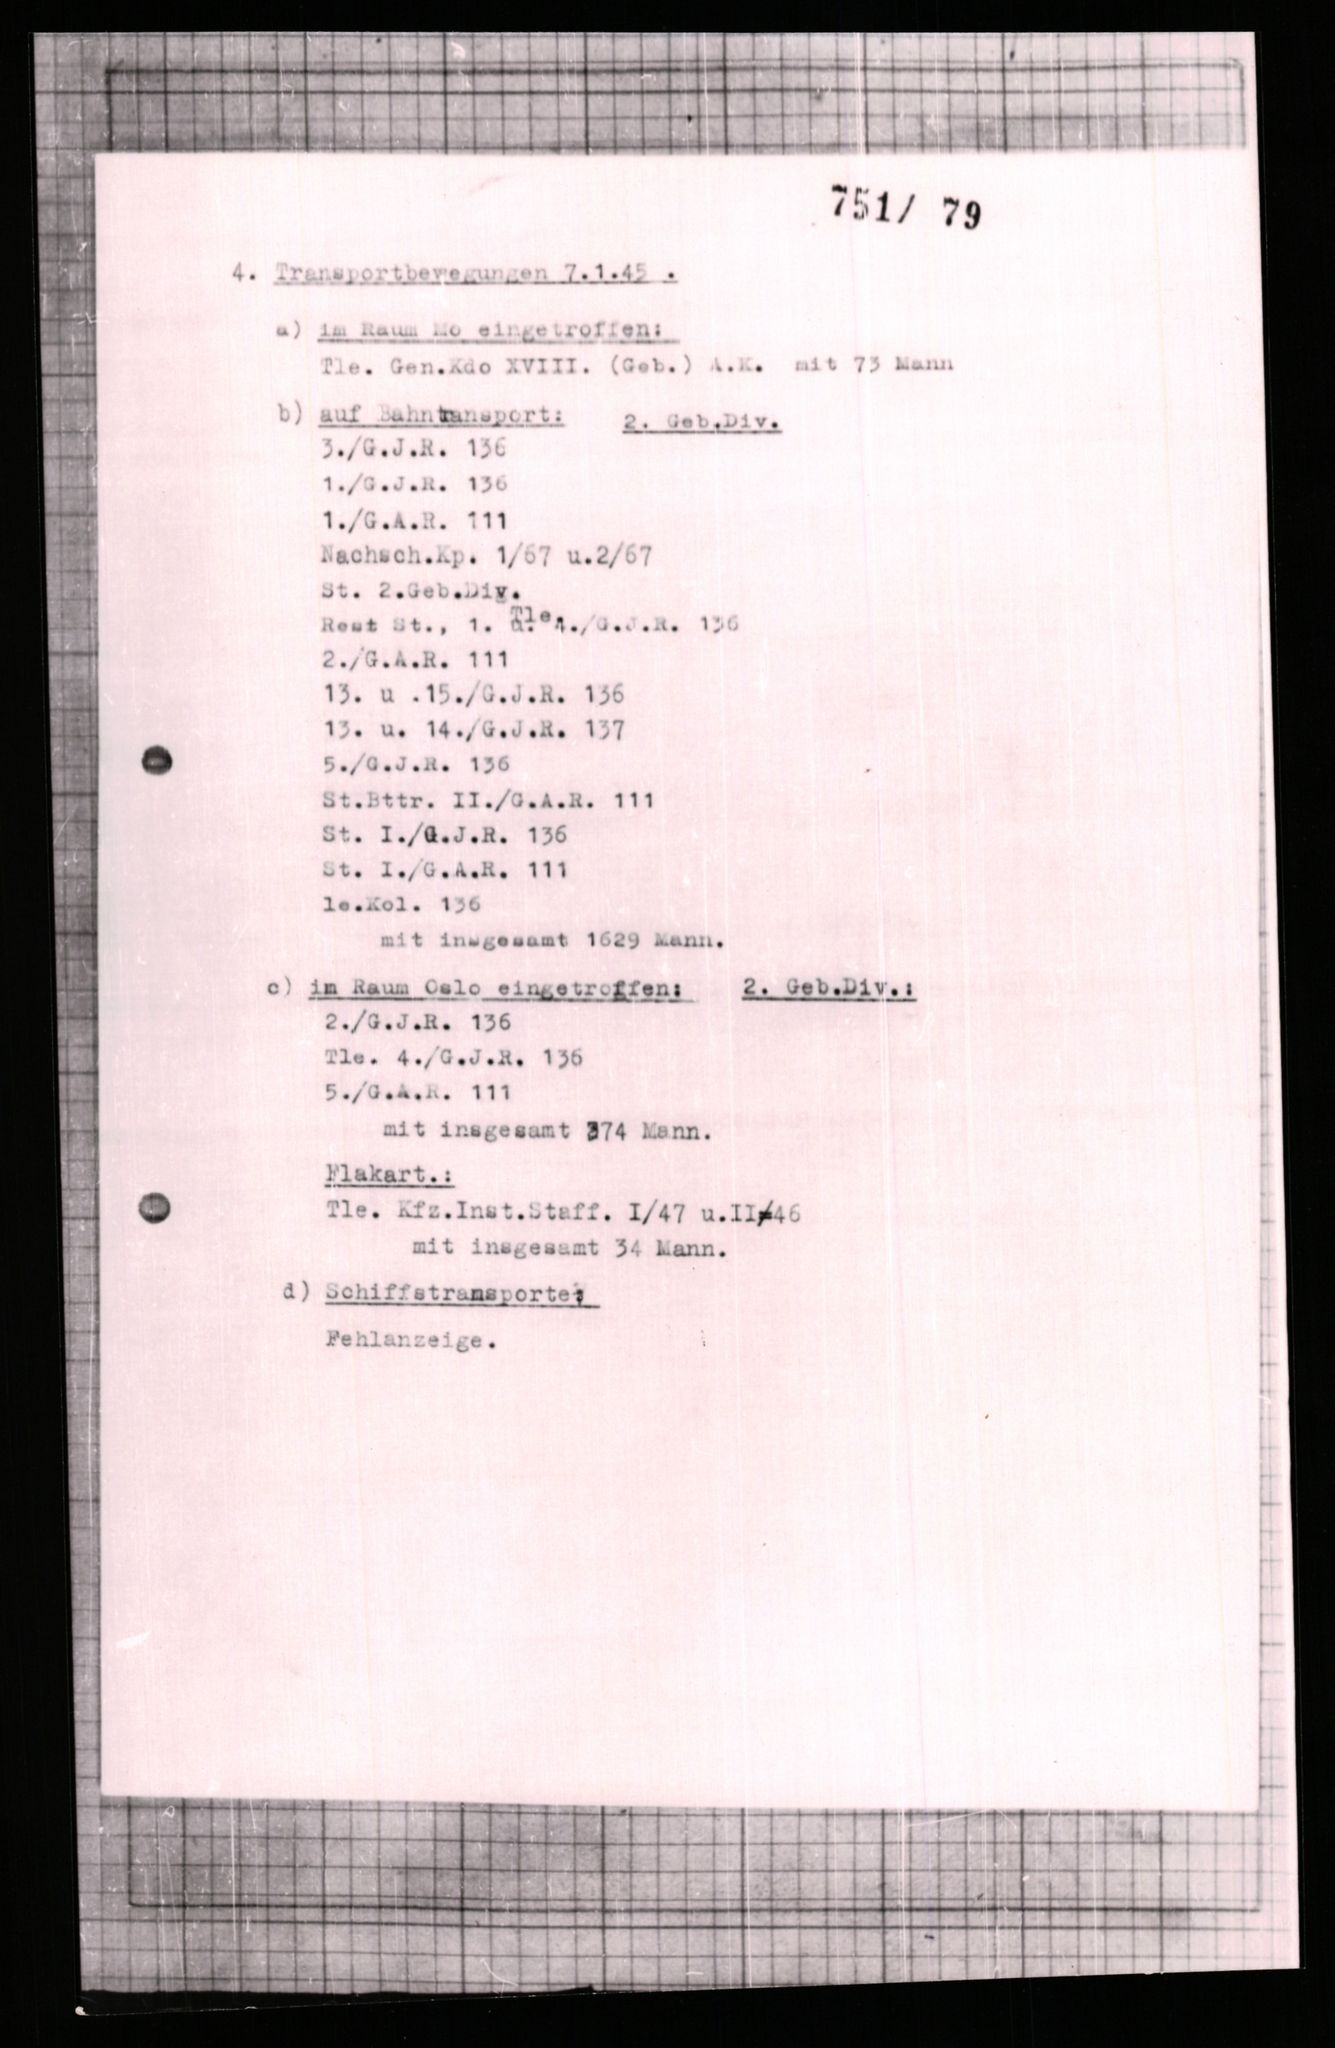 751/ 79
4. Transportbewegungen 7.1.45 .
a) im Raum Mo eingetroffen:
Tle. Gen.Kdo XVIII. (Geb.) A.K. mit 73 Mann
b) auf Bahntransport: 2. Geb.Div.
3./G.J.R. 136
1./G.J.R. 136
1./G.A.R. 111
Nachsch.Kp. 1/67 u.2/67
St. 2.Geb.Div.
Rest St., 1. u. Tle 4./G.J.R. 136
2./G.A.R. 111
13. u .15./G.J.R. 136
13. u. 14./G.J.R. 137
5./G.J.R. 136
St.Bttr. II./G.A.R. 111
St. I./G.J.R. 136
St. I./G.A.R. 111
le.Kol. 136
mit insgesamt 1629 Mann.
c) im Raum Oslo eingetroffen: 2. Geb.Div.:
2./G.J.R. 136
Tle. 4./G.J.R. 136
5./G.A.R. 111
mit insgesamt 374 Mann.
Flakart.:
Tle. Kfz.Inst.Staff. I/47 u.II/46
mit insgesamt 34 Mann.
d) Schiffstransporte:
Fehlanzeige.